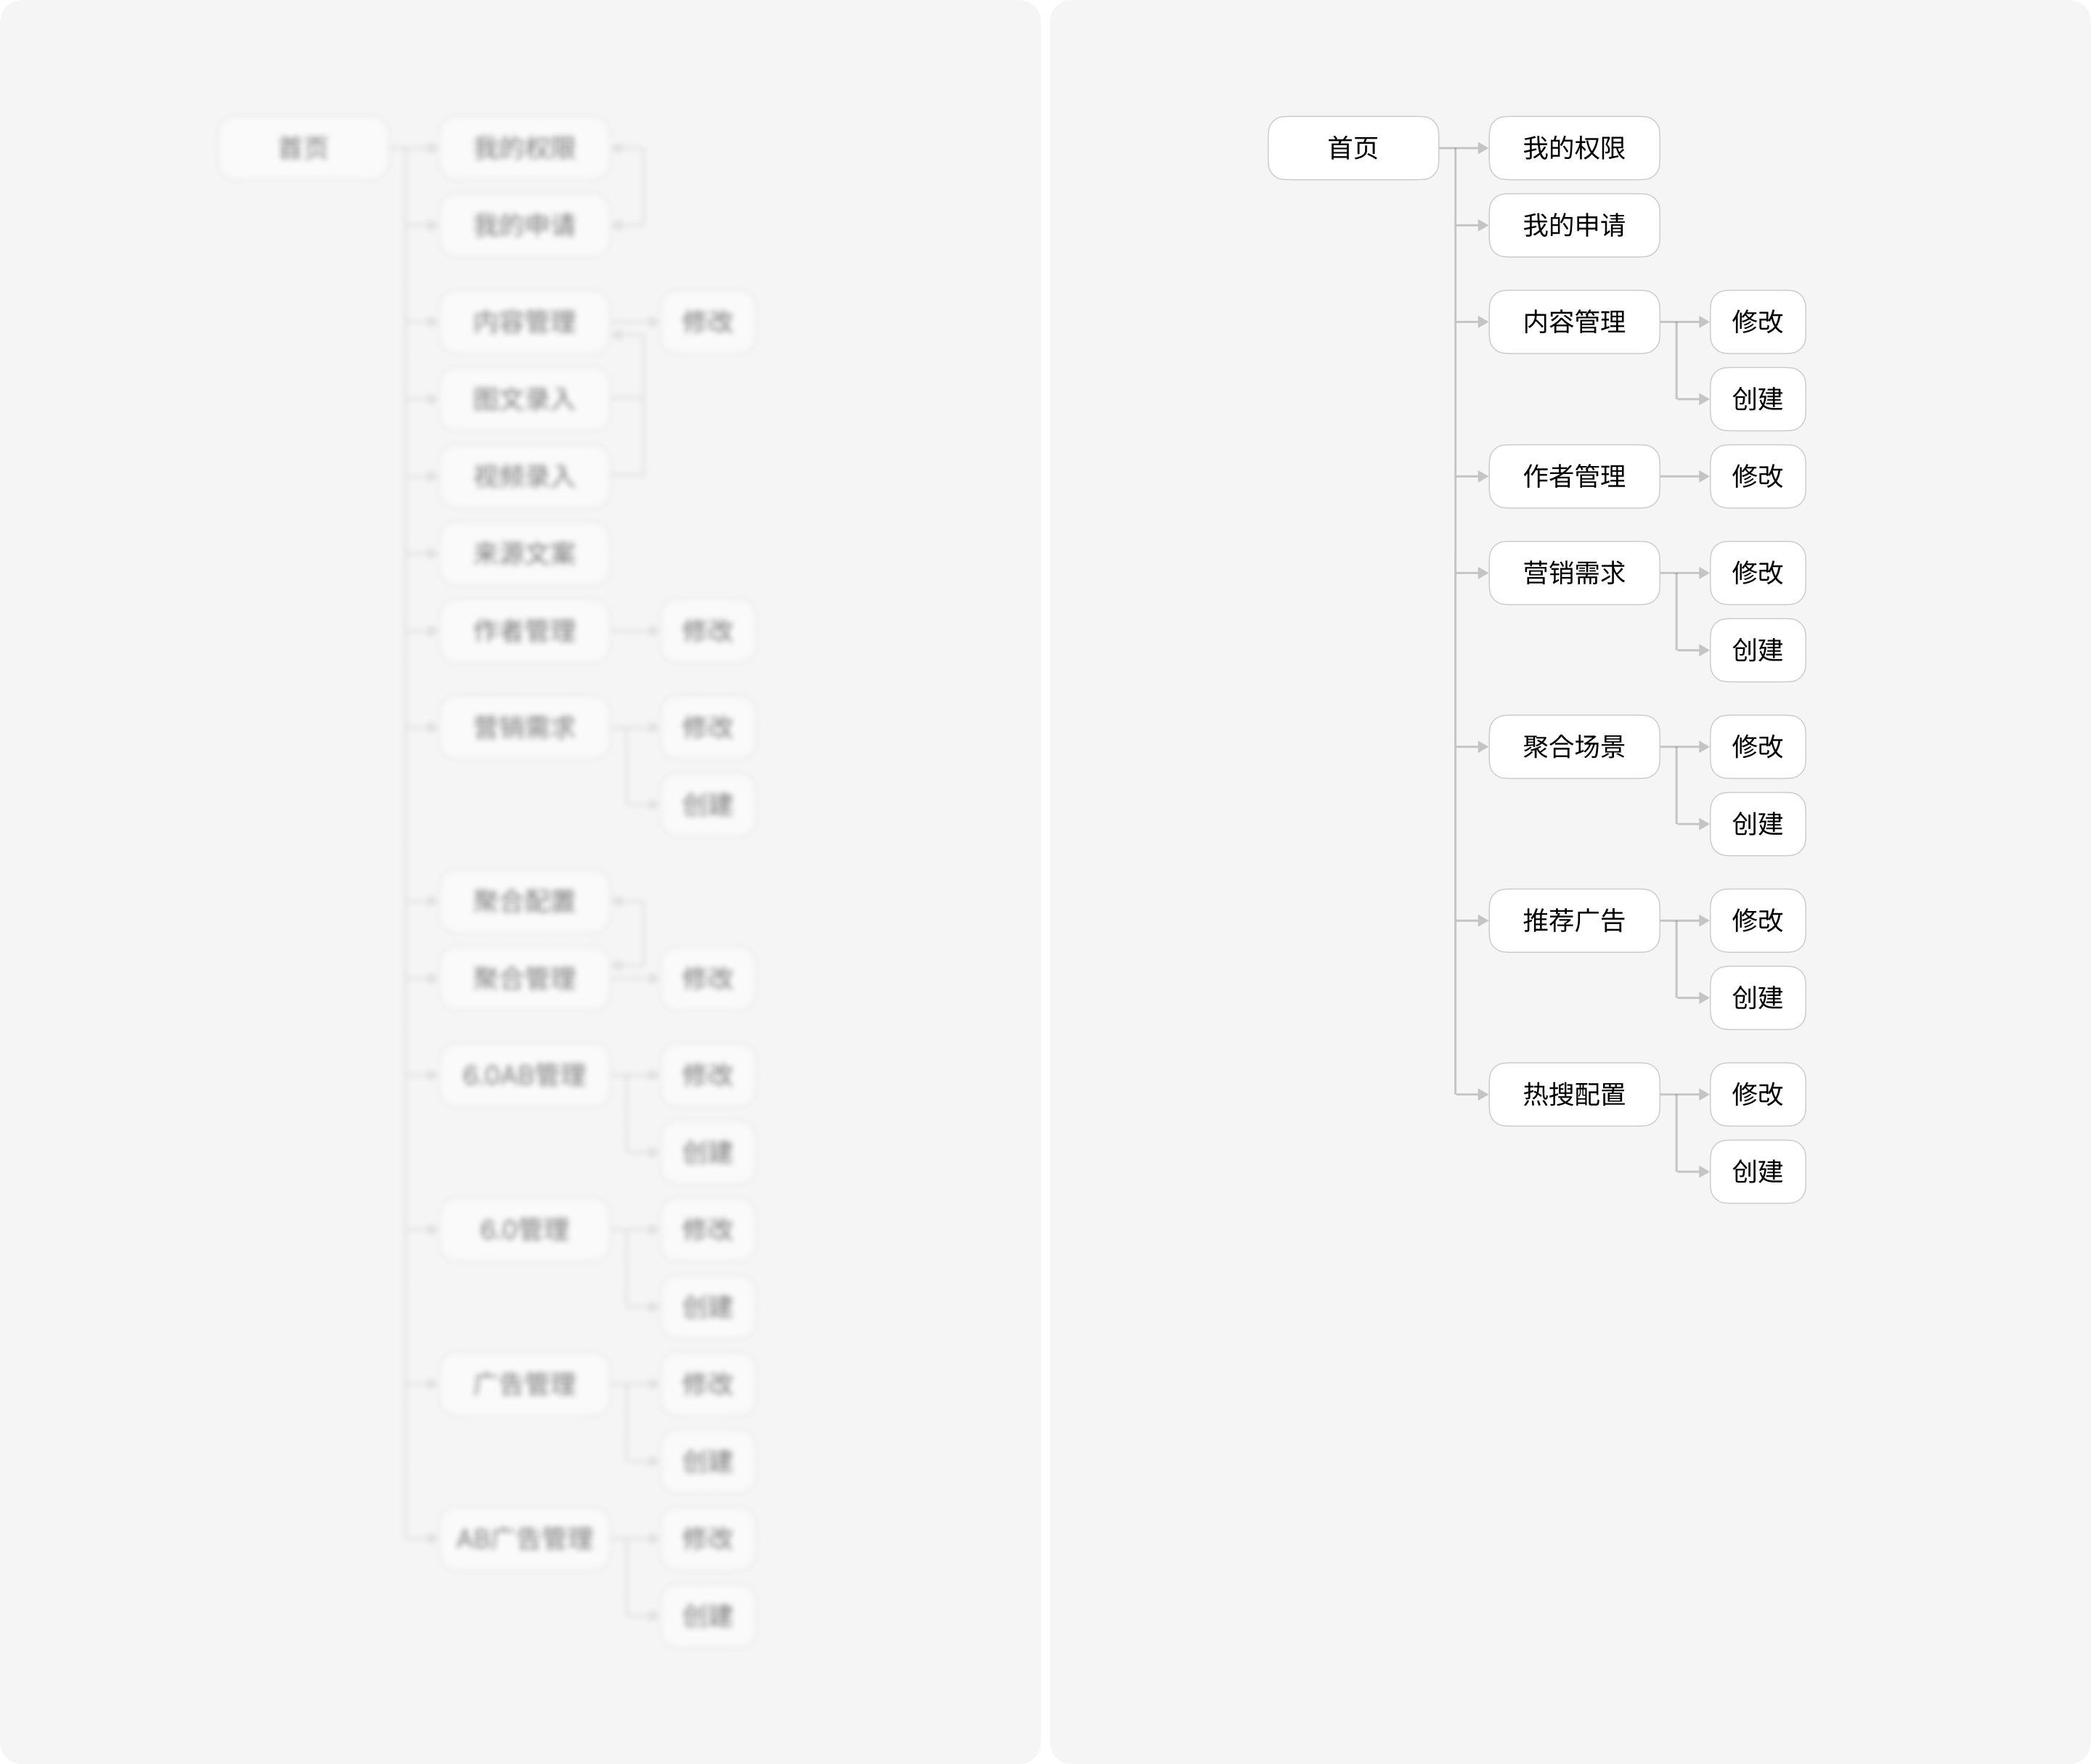 首页
我的权限
我的申请
内容管理
修改
图文录入
视频录入
来源文案
作者管理
修改
营销需求
修改
创建
聚合配置
聚合管理
修改
6.0AB管理
修改
创建
6.0管理
修改
创建
广告管理
修改
创建
AB广告管理
修改
创建
首页
我的权限
我的申请
内容管理
修改
创建
作者管理
修改
营销需求
修改
创建
聚合场景
修改
创建
推荐广告
修改
创建
热搜配置
修改
创建